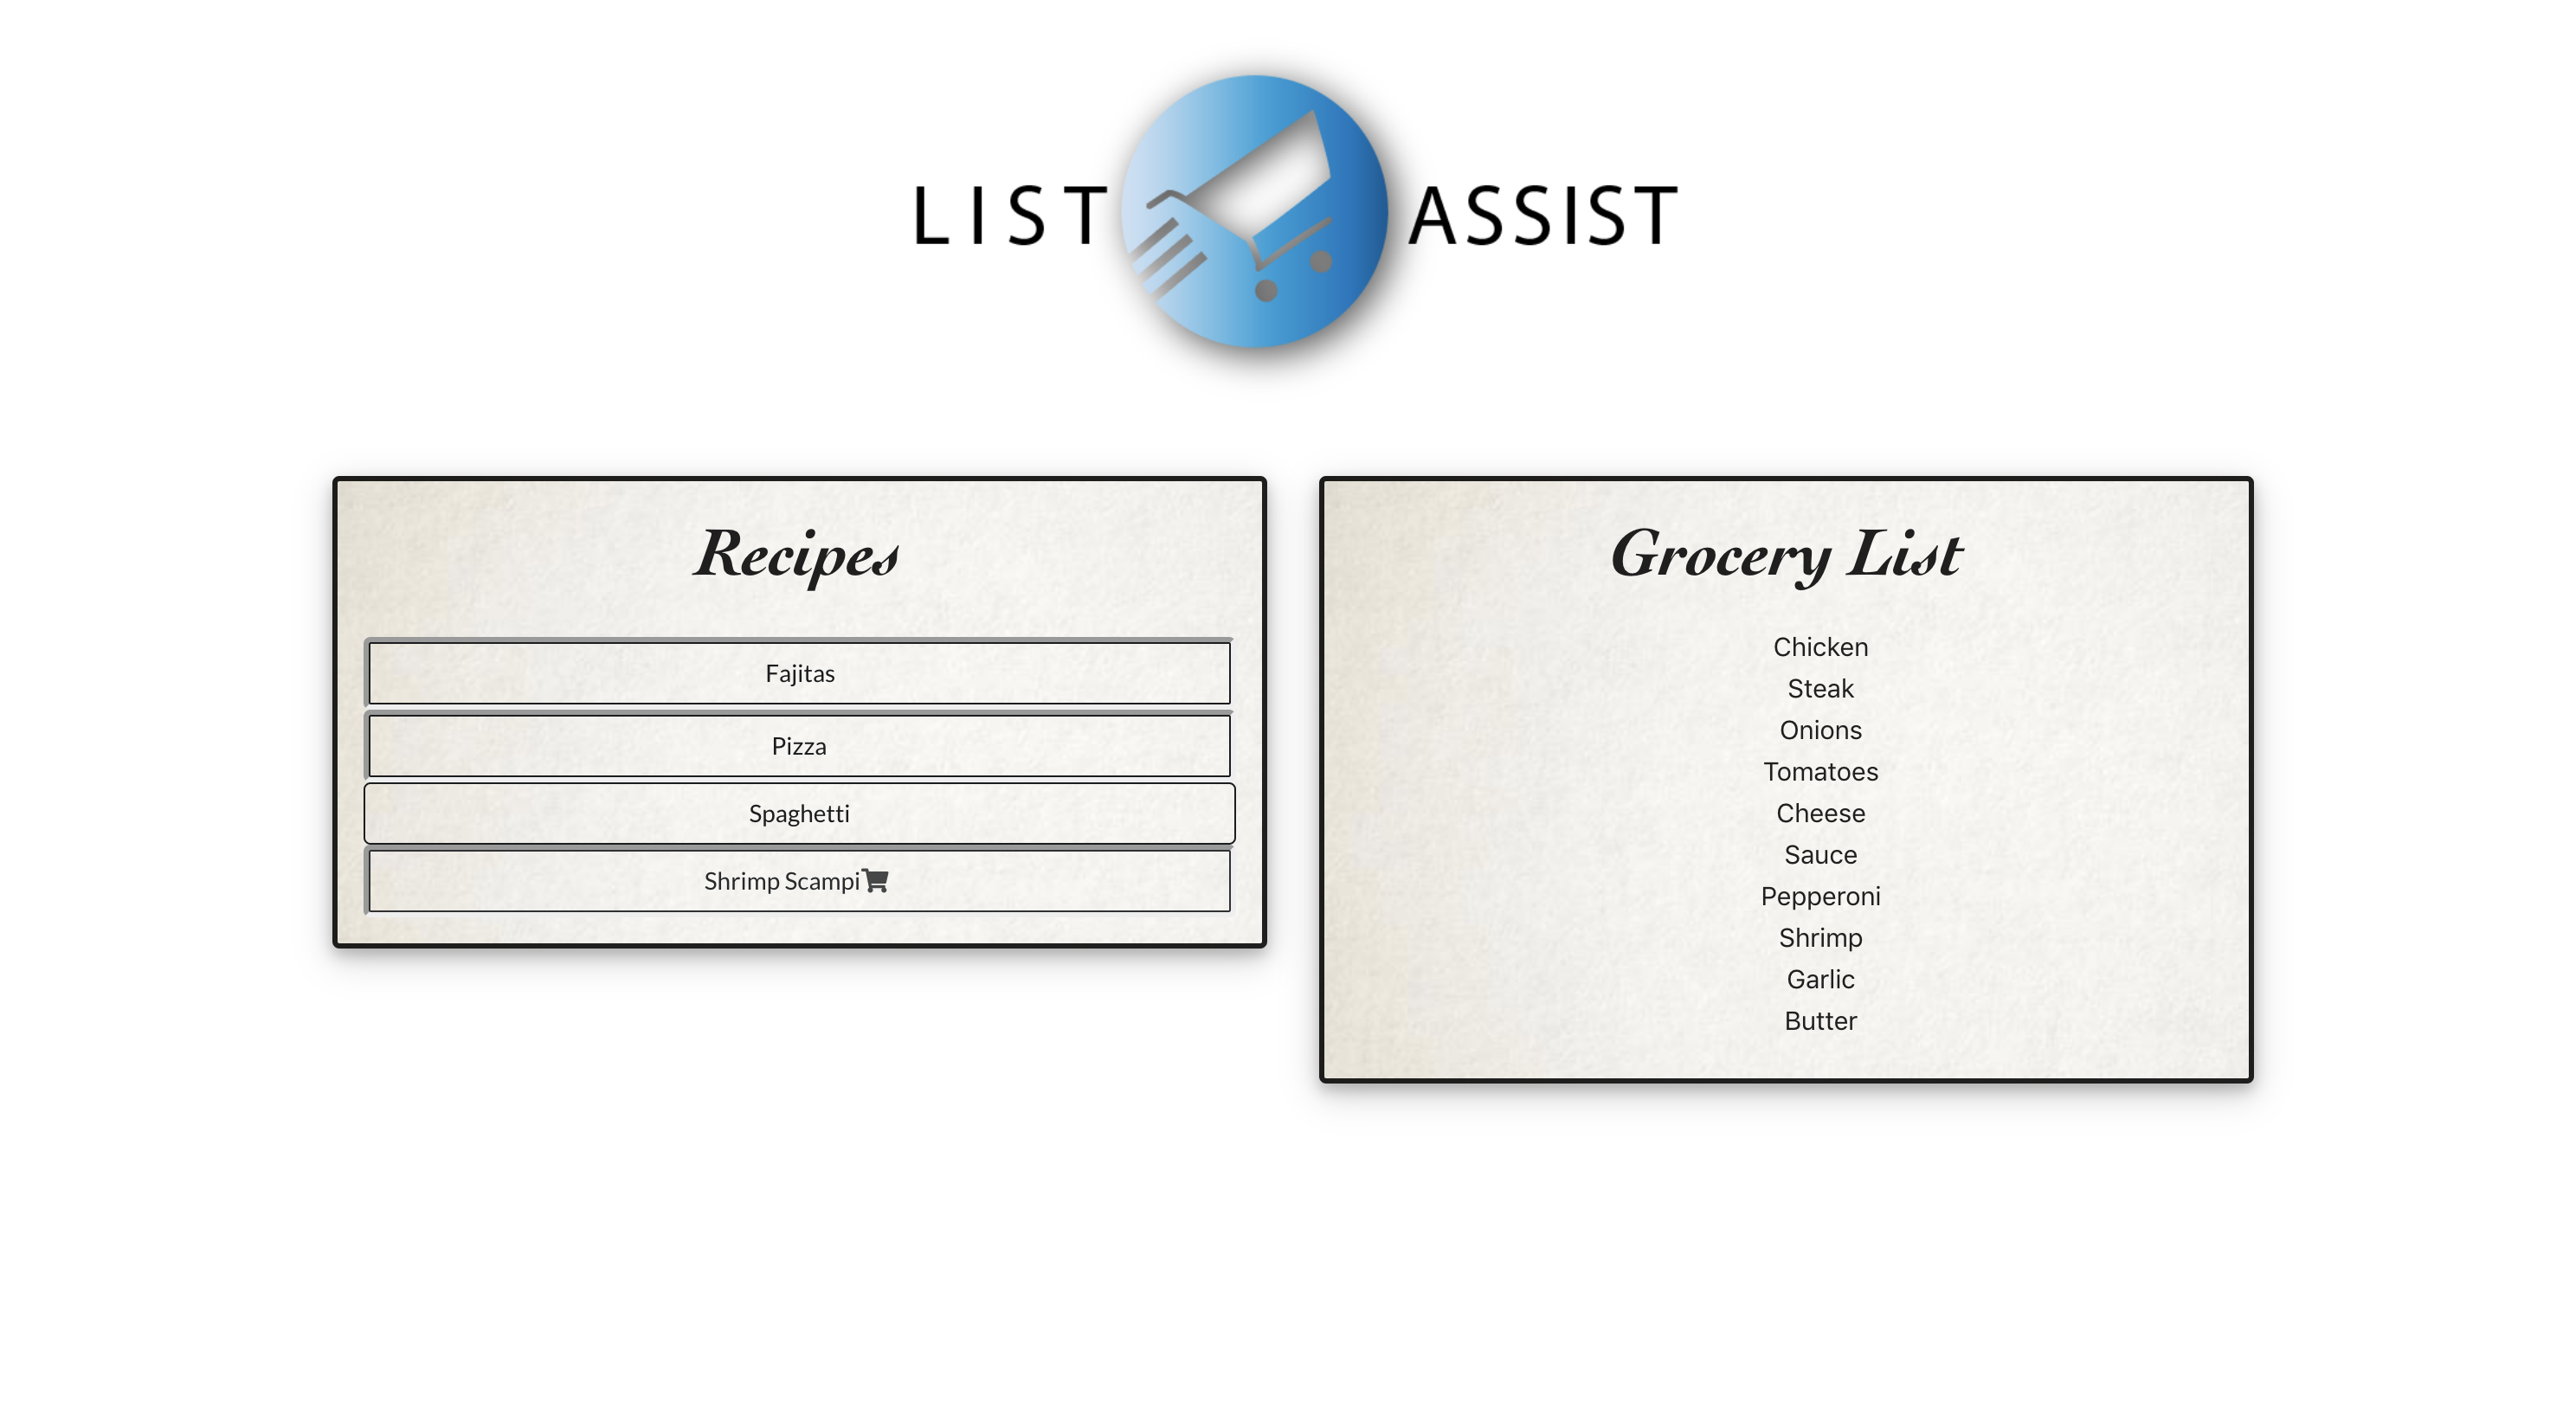 LIST ASSIST
Recipes
Fajitas
Pizza
Spaghetti
Shrimp Scampi
Grocery List
Chicken
Steak
Onions
Tomatoes
Cheese
Sauce
Pepperoni
Shrimp
Garlic
Butter